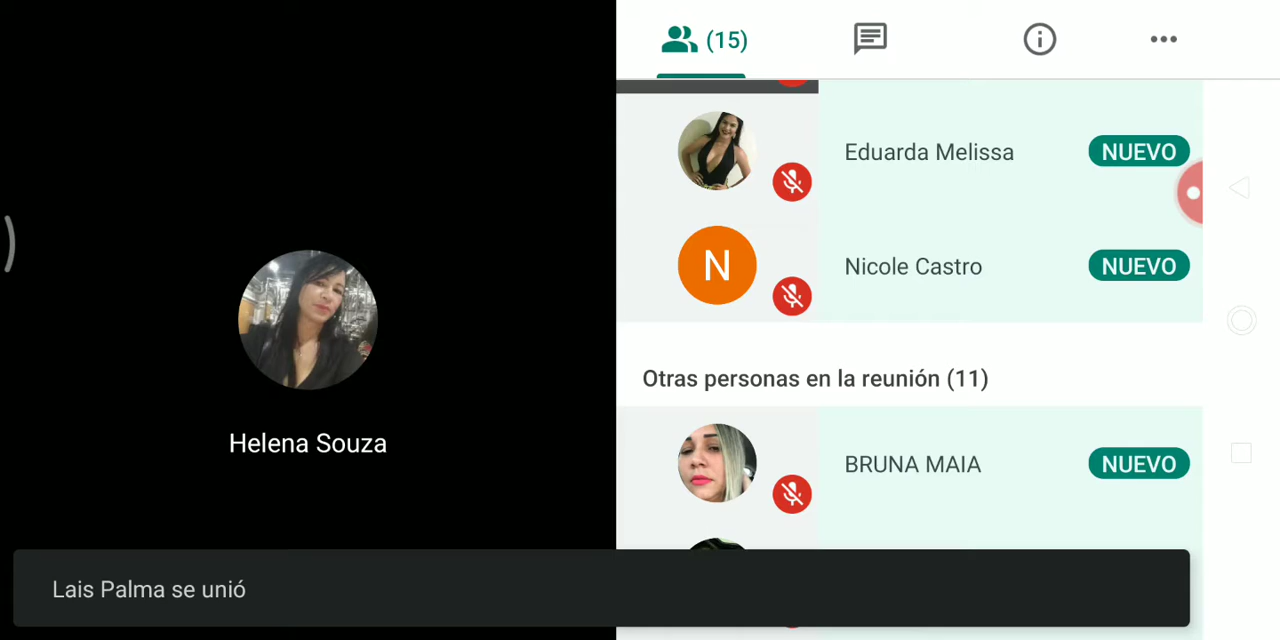 (15)
Eduarda Melissa NUEVO
N Nicole Castro NUEVO
Otras personas en la reunión (11)
BRUNA MAIA NUEVO
Helena Souza
Lais Palma se unió